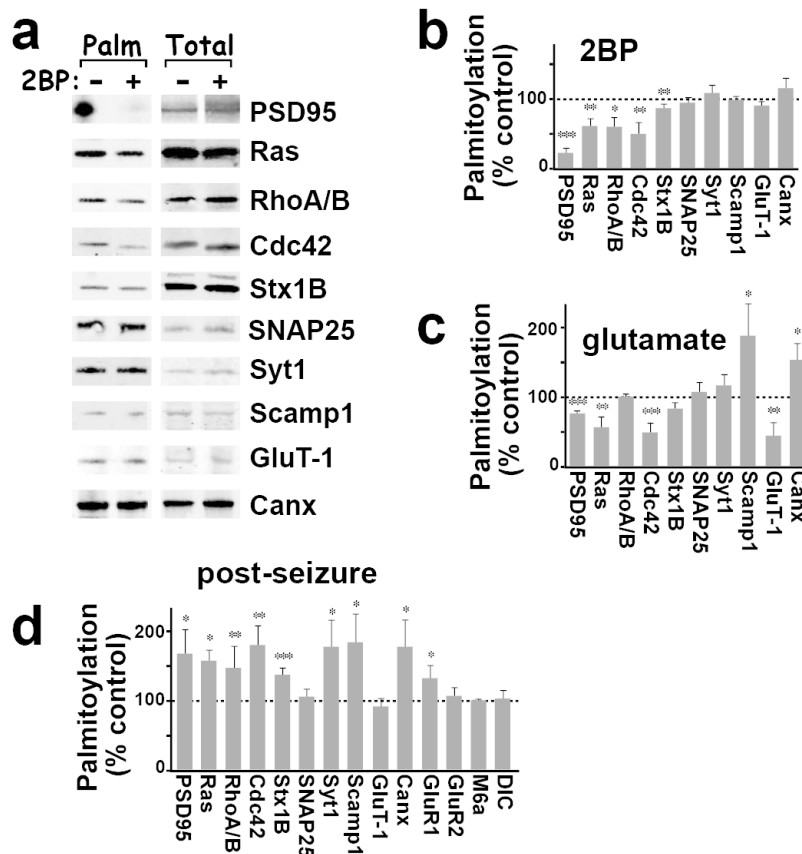 a
Palm Total
2BP: - + - +
PSD95
Ras
RhoA/B
Cdc42
Stx1B
SNAP25
Syt1
Scamp1
GluT-1
Canx
b
2BP
Palmitoylation
(% control)
100
0
*** ** * ** **
PSD95 Ras RhoA/B Cdc42 Stx1B SNAP25 Syt1 Scamp1 GluT-1 Canx
c
glutamate
Palmitoylation
(% control)
200
100
0
*** ** *** * ** *
PSD95 Ras RhoA/B Cdc42 Stx1B SNAP25 Syt1 Scamp1 GluT-1 Canx
d
post-seizure
Palmitoylation
(% control)
200
100
0
* * ** ** *** * * * *
PSD95 Ras RhoA/B Cdc42 Stx1B SNAP25 Syt1 Scamp1 GluT-1 Canx GluR1 GluR2 M6a DIC